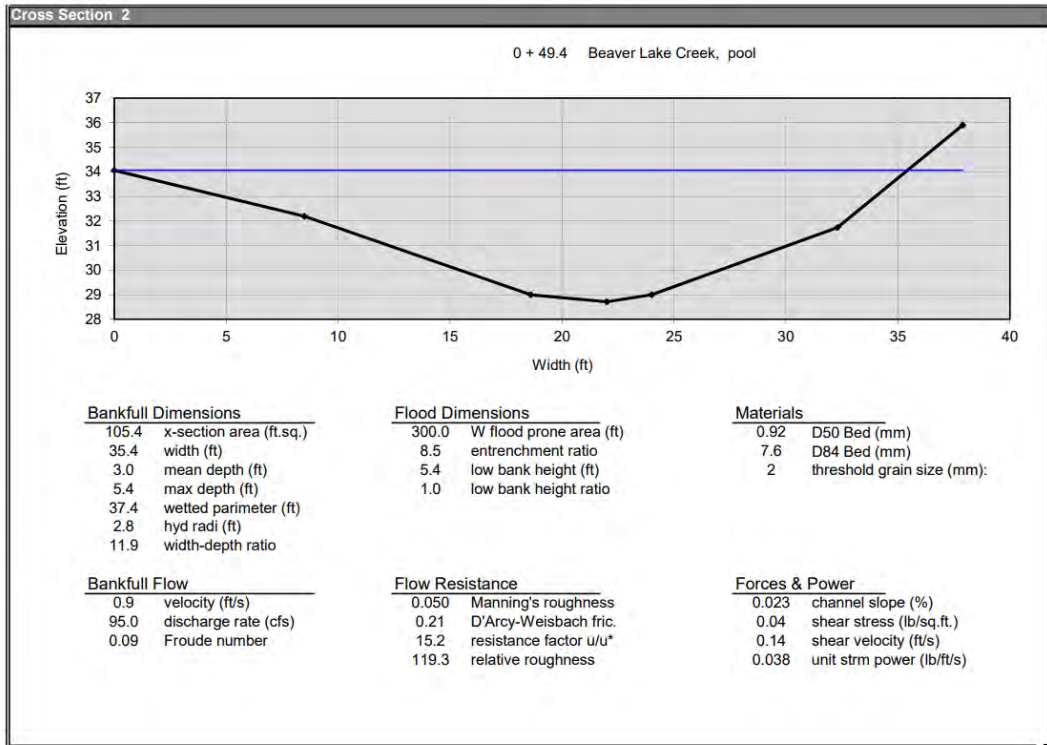 Cross Section 2
0 + 49.4 Beaver Lake Creek, pool
37
36
35
34
33
32
31
30
29
28
Elevation (ft)
0 5 10 15 20 25 30 35 40
Width (ft)
Bankfull Dimensions
105.4 x-section area (ft.sq.)
35.4 width (ft)
3.0 mean depth (ft)
5.4 max depth (ft)
37.4 wetted parimeter (ft)
2.8 hyd radi (ft)
11.9 width-depth ratio
Flood Dimensions
300.0 W flood prone area (ft)
8.5 entrenchment ratio
5.4 low bank height (ft)
1.0 low bank height ratio
Materials
0.92 D50 Bed (mm)
7.6 D84 Bed (mm)
2 threshold grain size (mm):
Bankfull Flow
0.9 velocity (ft/s)
95.0 discharge rate (cfs)
0.09 Froude number
Flow Resistance
0.050 Manning's roughness
0.21 D'Arcy-Weisbach fric.
15.2 resistance factor u/u*
119.3 relative roughness
Forces & Power
0.023 channel slope (%)
0.04 shear stress (lb/sq.ft.)
0.14 shear velocity (ft/s)
0.038 unit strm power (lb/ft/s)